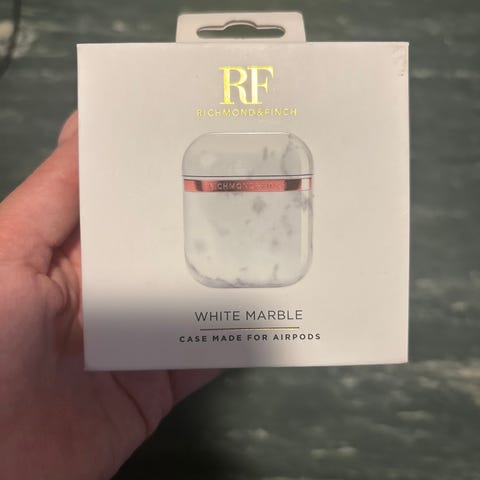 RF
RICHMOND&FINCH
RICHMOND&FINCH
WHITE MARBLE
CASE MADE FOR AIRPODS